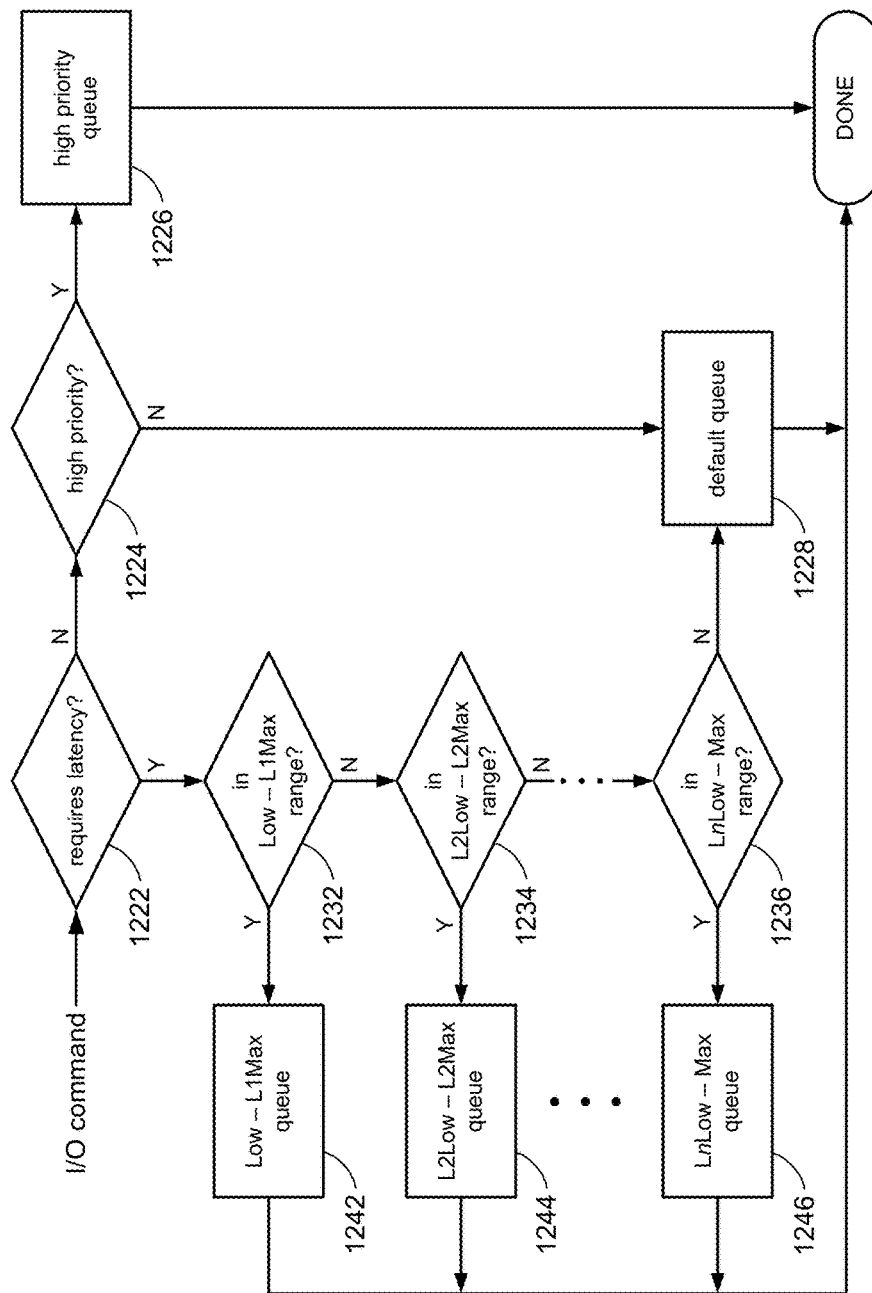 I/O command
requires latency?
1222
Y
N
high priority?
1224
Y
N
high priority
queue
1226
in
Low – L1Max
range?
1232
Y
N
Low – L1Max
queue
1242
in
L2Low – L2Max
range?
1234
Y
N
L2Low – L2Max
queue
1244
in
LnLow – Max
range?
1236
Y
N
LnLow – Max
queue
1246
default queue
1228
DONE